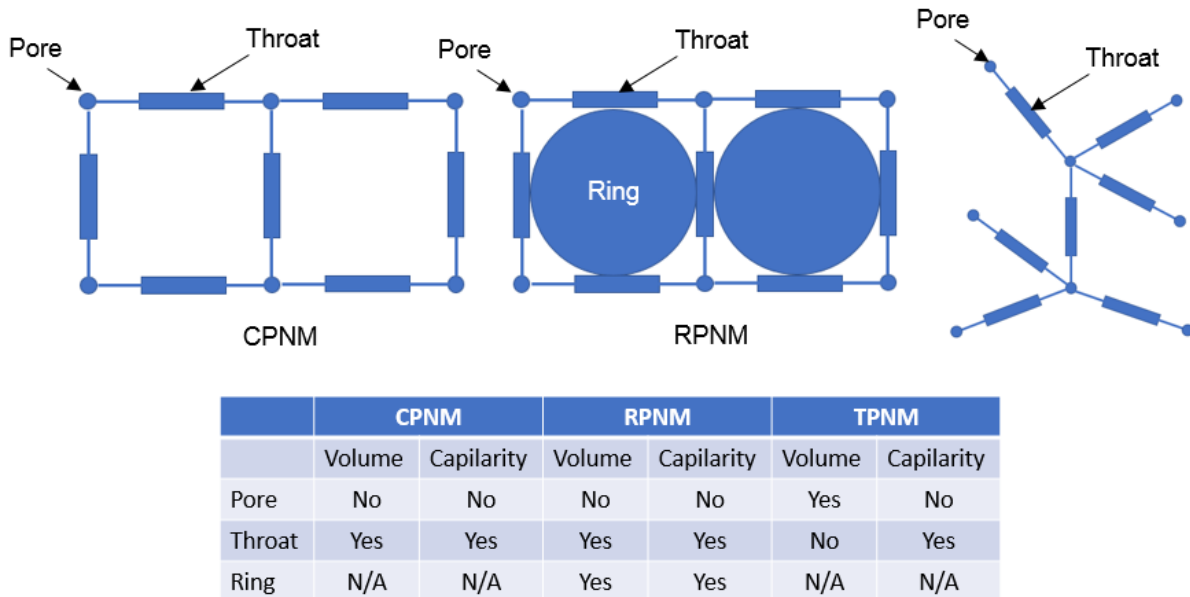 Pore
Throat
Pore
Throat
Pore
Throat
Ring
CPNM
RPNM
CPNM RPNM TPNM
Volume Capilarity Volume Capilarity Volume Capilarity
Pore No No No No Yes No
Throat Yes Yes Yes Yes No Yes
Ring N/A N/A Yes Yes N/A N/A